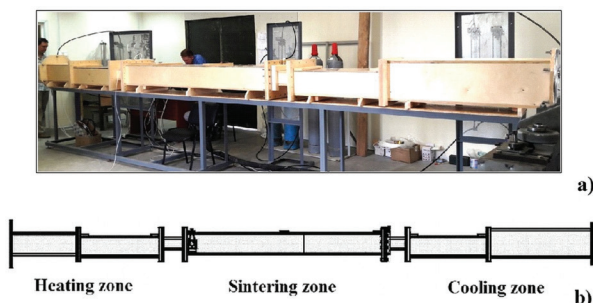 a)
Heating zone
Sintering zone
Cooling zone
b)